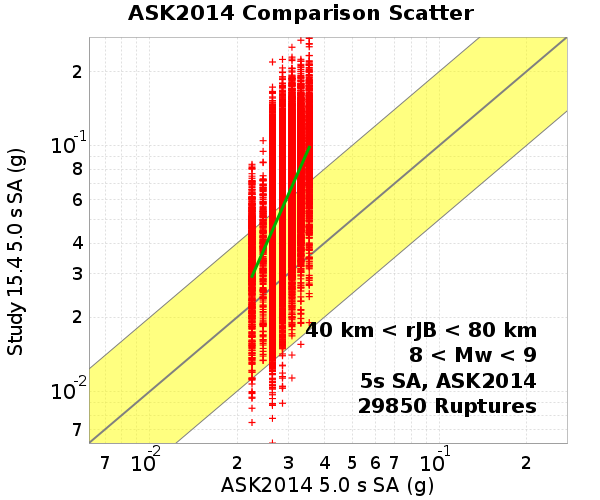 ASK2014 Comparison Scatter
Study 15.4 5.0 s SA (g)
2
10-1
8
6
4
3
2
10-2
7
40 km < rJB < 80 km
8 < Mw < 9
5s SA, ASK2014
29850 Ruptures
7 10-2 2 3 4 5 6 7 10-1 2
ASK2014 5.0 s SA (g)